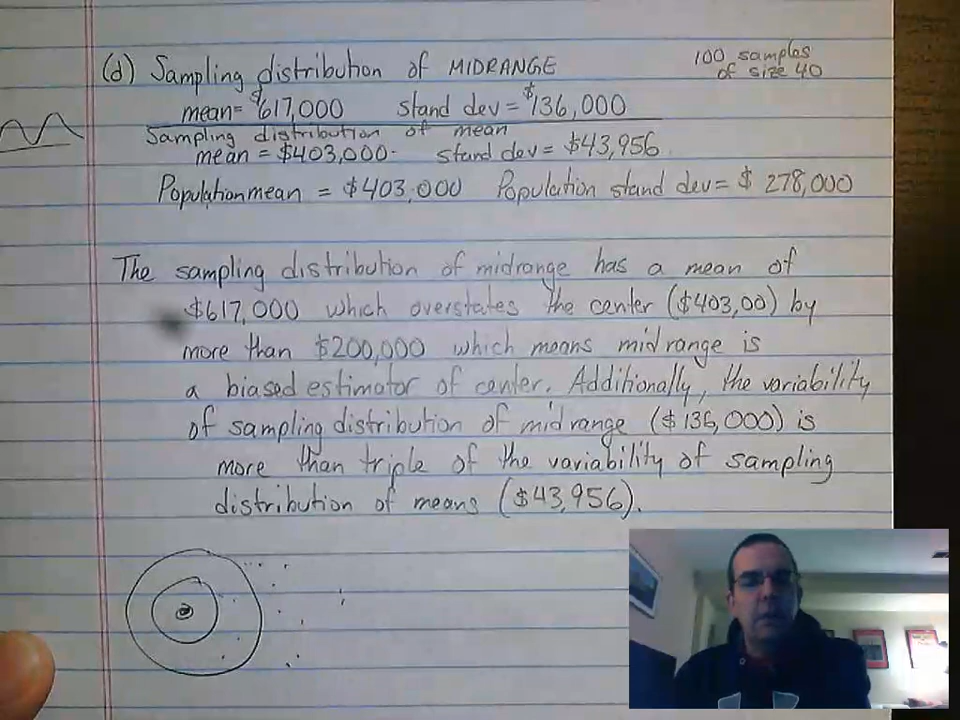 (d) Sampling distribution of MIDRANGE
100 samples
of size 40
mean= $617,000 stand dev = $136,000
Sampling distribution of mean
mean = $403,000. stand dev = $43,956
Population mean = $403,000 Population stand dev = $ 278,000
The sampling distribution of midrange has a mean of
$617,000 which overstates the center ($403,00) by
more than $200,000 which means midrange is
a biased estimator of center. Additionally, the variability
of sampling distribution of midrange ($136,000) is
more than triple of the variability of sampling
distribution of means ($43,956).